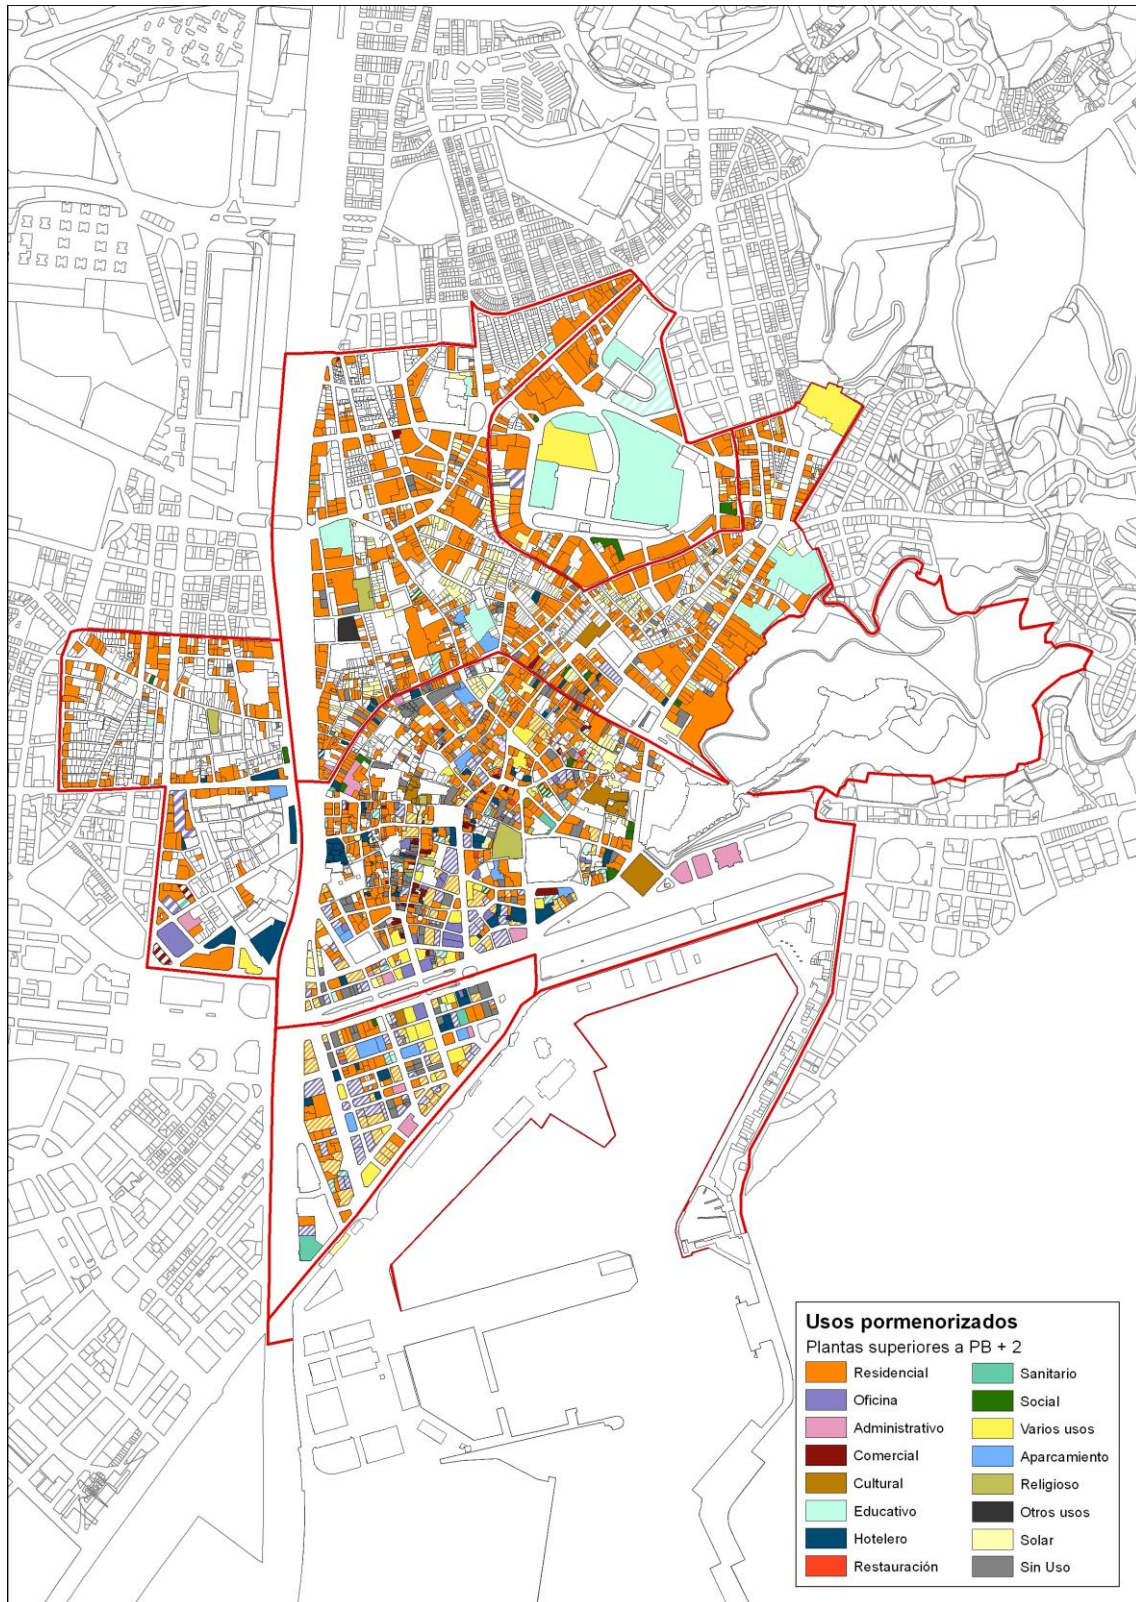 Usos pormenorizados
Plantas superiores a PB + 2
Residencial
Oficina
Administrativo
Comercial
Cultural
Educativo
Hotelero
Restauración
Sanitario
Social
Varios usos
Aparcamiento
Religioso
Otros usos
Solar
Sin Uso